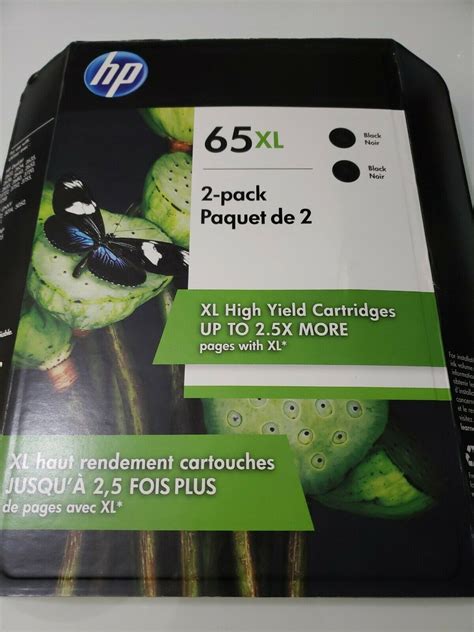 hp
65XL
Black
Noir
Black
Noir
2-pack
Paquet de 2
XL High Yield Cartridges
UP TO 2.5X MORE
pages with XL*
XL haut rendement cartouches
JUSQU'À 2,5 FOIS PLUS
de pages avec XL*